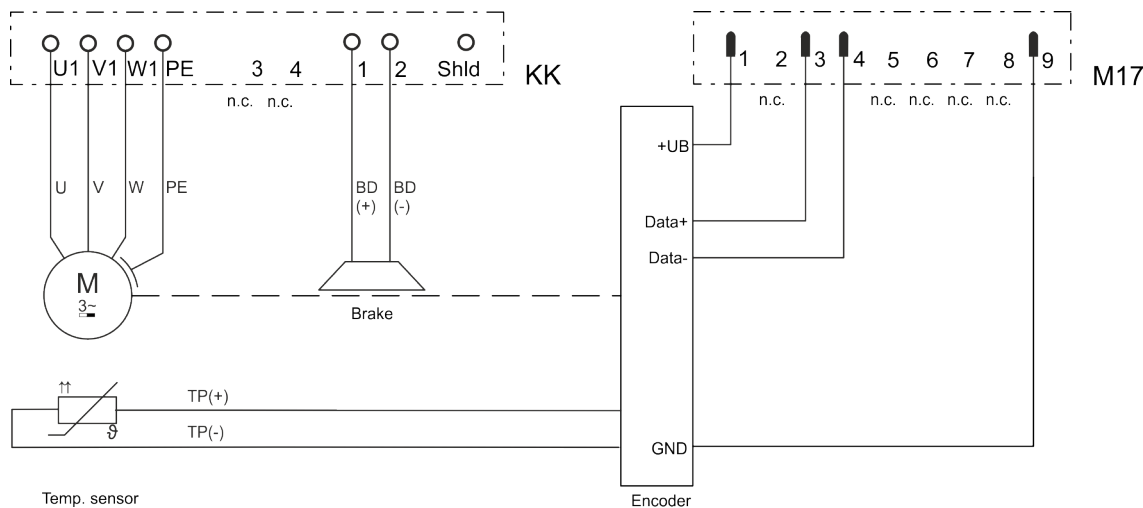 U1 V1 W1 PE 3 4 1 2 Shld KK
n.c. n.c.
1 2 3 4 5 6 7 8 9 M17
n.c. n.c. n.c. n.c. n.c.
+UB
U V W PE BD (+) BD (-)
Data+
Data-
M
3~
Brake
TP(+)
TP(-)
ϑ
GND
Temp. sensor
Encoder